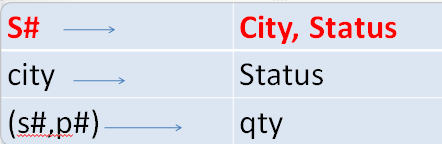 S# → City, Status
city → Status
(s#,p#) → qty